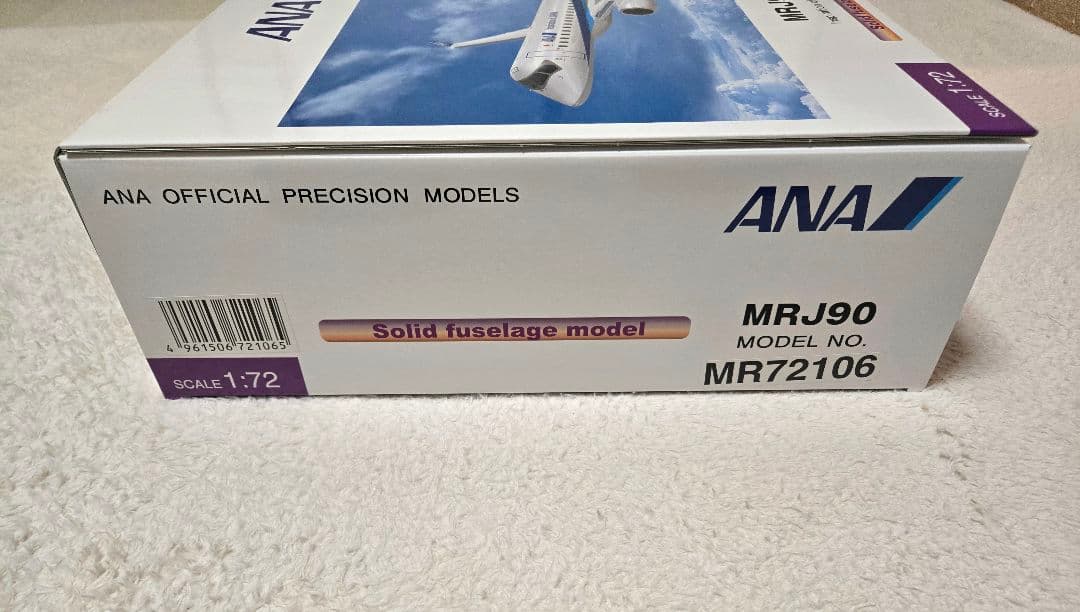 ANA
SCALE 1:72
ANA OFFICIAL PRECISION MODELS
ANA
4 961506 721065
Solid fuselage model
MRJ90
MODEL NO.
MR72106
SCALE 1:72